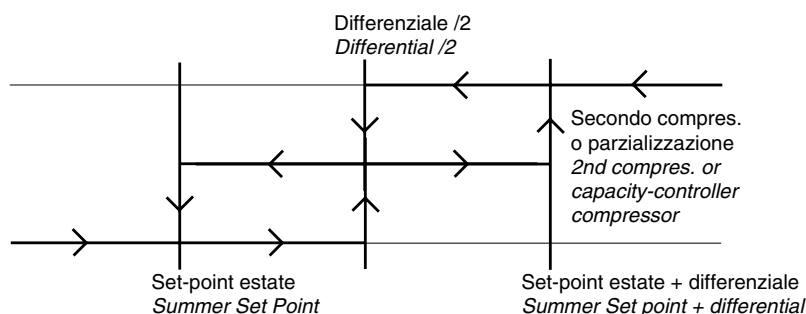 Differenziale /2
Differential /2
Secondo compres.
o parzializzazione
2nd compres. or
capacity-controller
compressor
Set-point estate
Summer Set Point
Set-point estate + differenziale
Summer Set point + differential